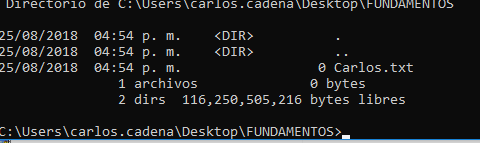 Directorio de C:\Users\carlos.cadena\Desktop\FUNDAMENTOS
25/08/2018 04:54 p. m. <DIR> .
25/08/2018 04:54 p. m. <DIR> ..
25/08/2018 04:54 p. m. 0 Carlos.txt
1 archivos 0 bytes
2 dirs 116,250,505,216 bytes libres
C:\Users\carlos.cadena\Desktop\FUNDAMENTOS>